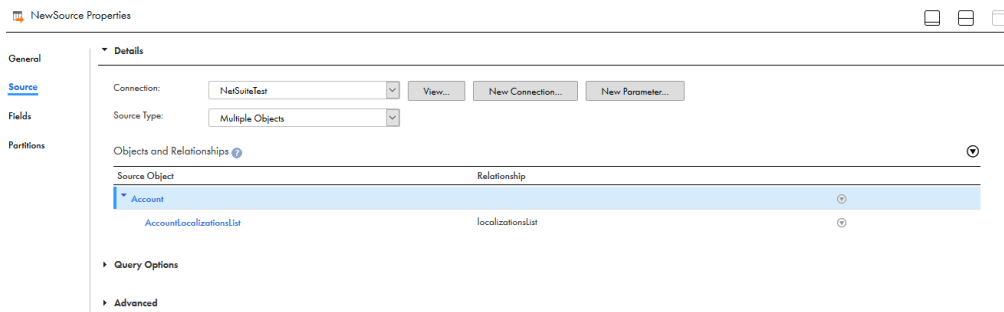 NewSource Properties
General
Source
Fields
Partitions
Details
Connection: NetSuiteTest View... New Connection... New Parameter...
Source Type: Multiple Objects
Objects and Relationships ?
Source Object Relationship
Account
AccountLocalizationsList localizationsList
Query Options
Advanced